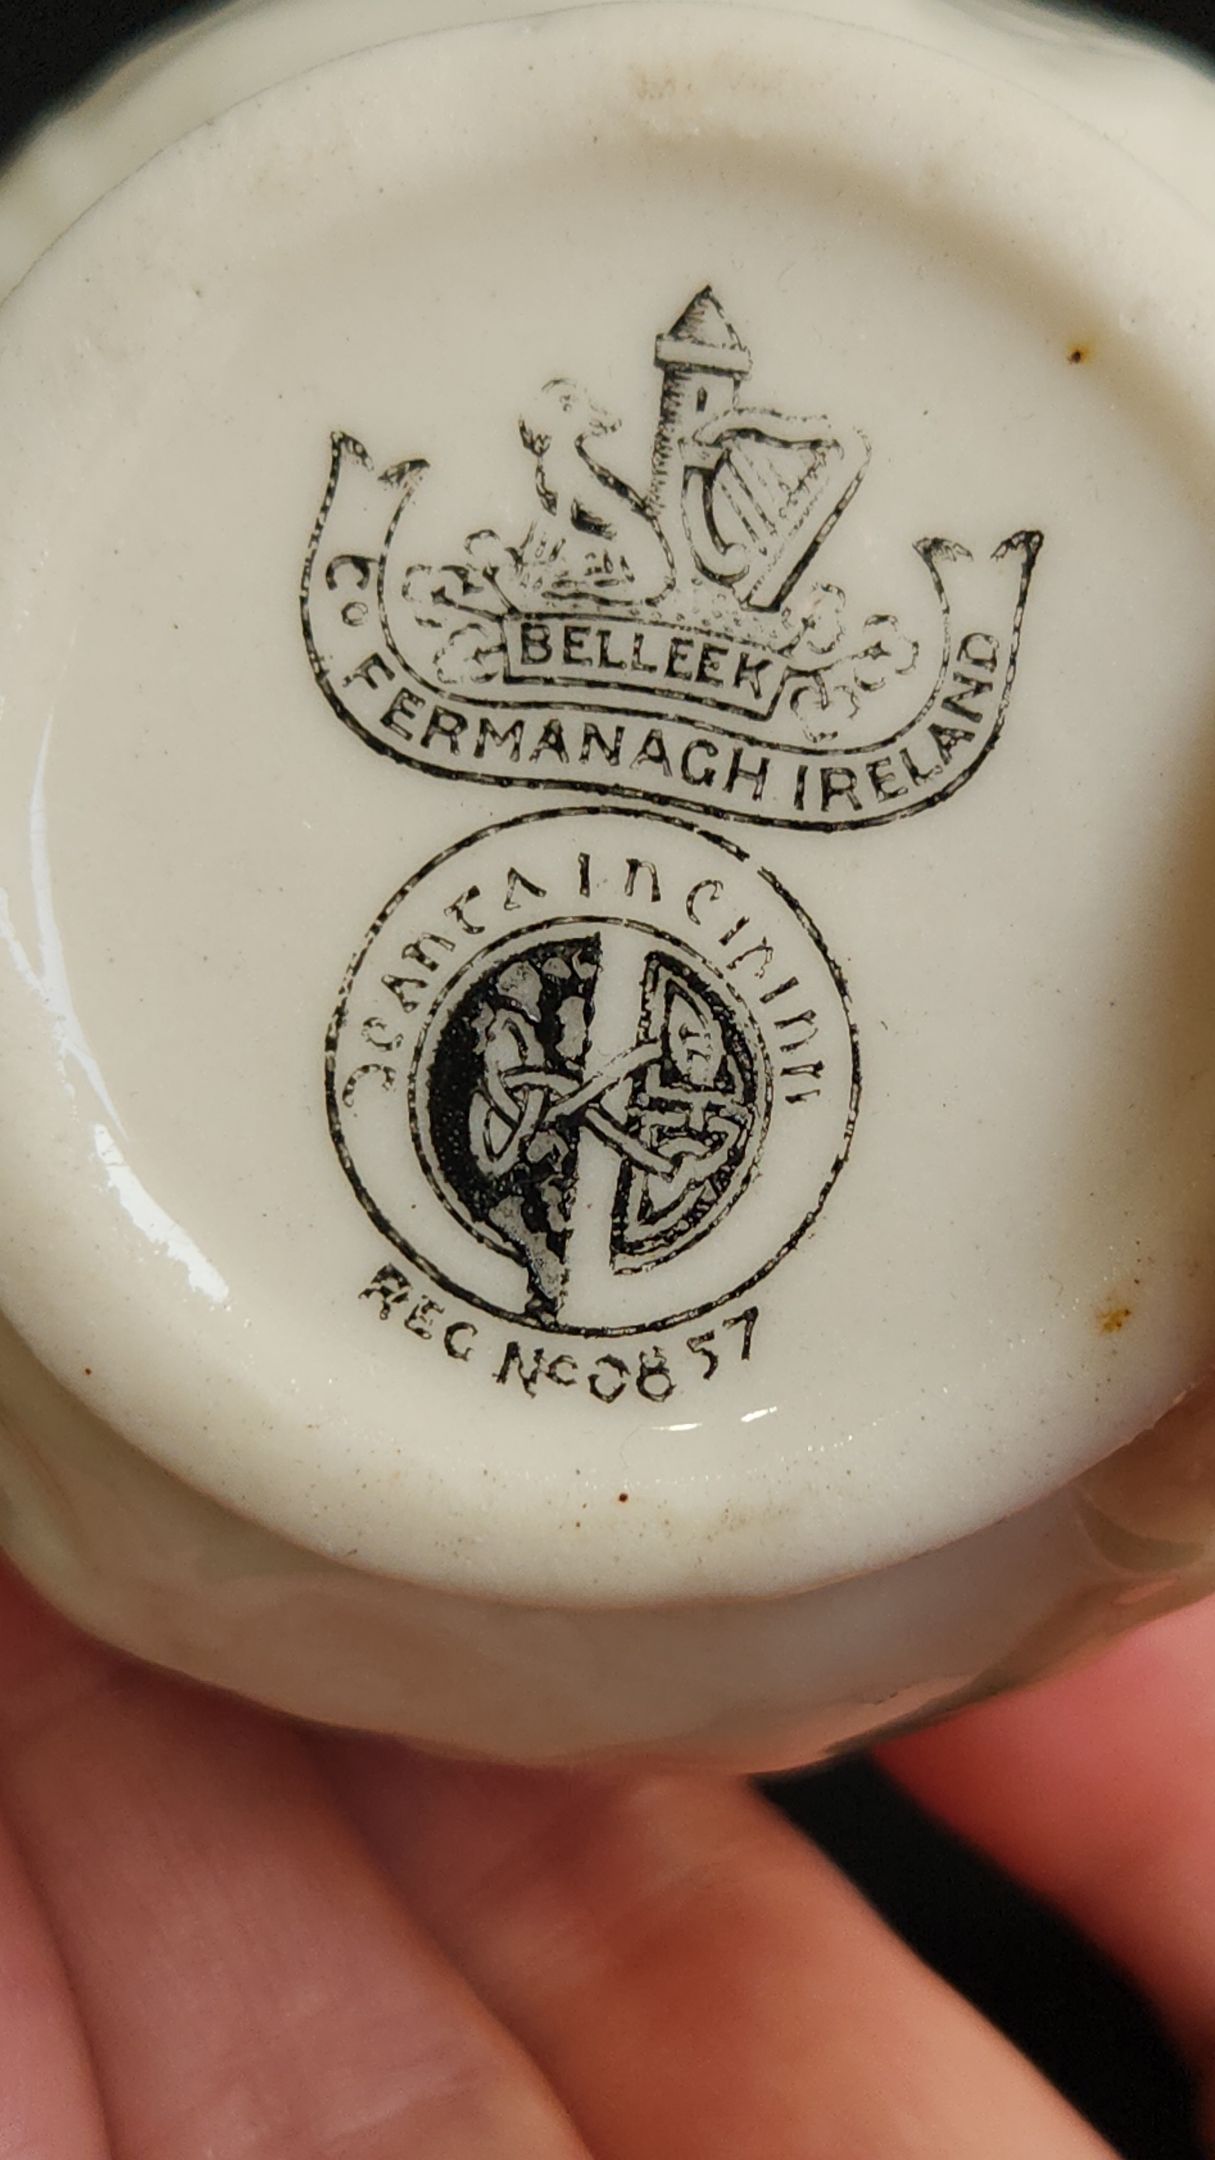 BELLEEK
Co. FERMANAGH IRELAND
Deanta In Eirinn
REG No 0857